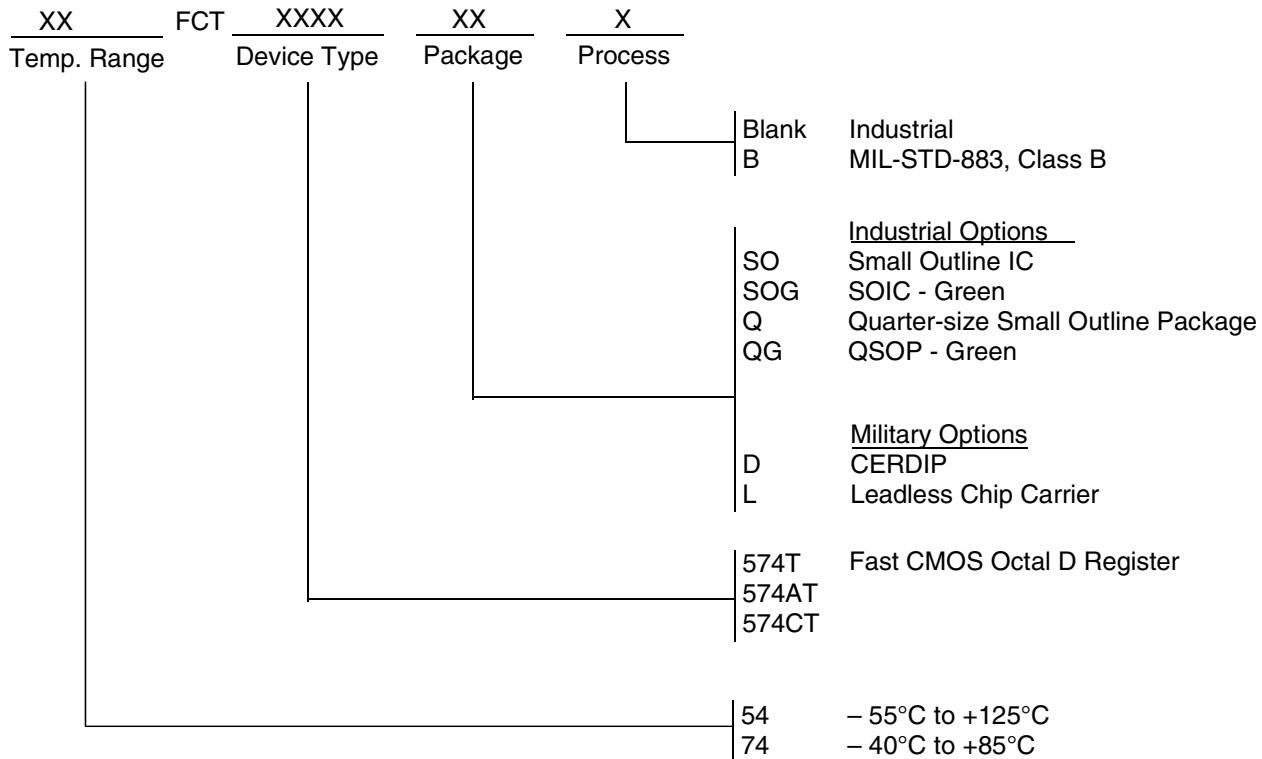 XX FCT XXXX XX X
Temp. Range Device Type Package Process
Blank Industrial
B MIL-STD-883, Class B
Industrial Options
SO Small Outline IC
SOG SOIC - Green
Q Quarter-size Small Outline Package
QG QSOP - Green
Military Options
D CERDIP
L Leadless Chip Carrier
574T Fast CMOS Octal D Register
574AT
574CT
54 – 55°C to +125°C
74 – 40°C to +85°C